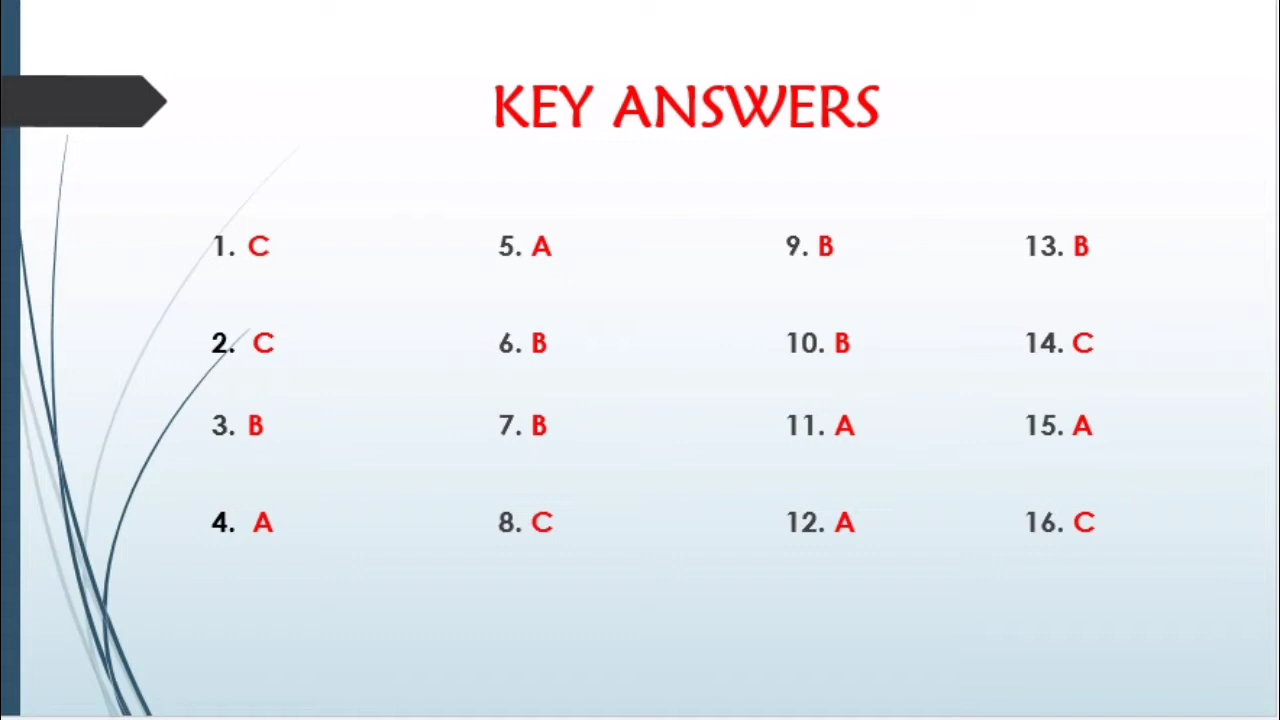 KEY ANSWERS
1. C
2. C
3. B
4. A
5. A
6. B
7. B
8. C
9. B
10. B
11. A
12. A
13. B
14. C
15. A
16. C